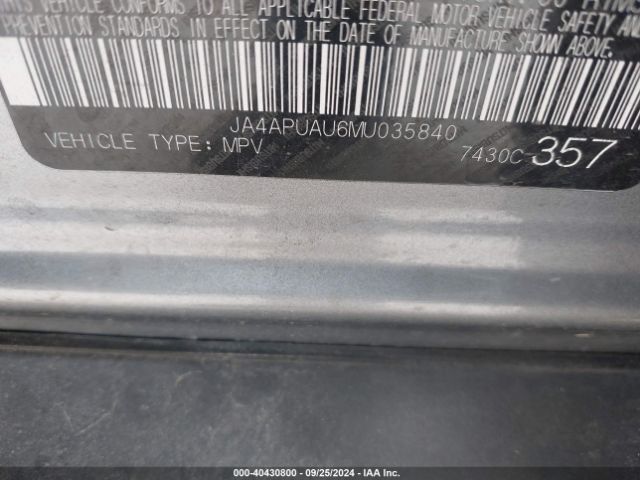 THIS VEHICLE CONFORMS TO ALL APPLICABLE FEDERAL MOTOR VEHICLE SAFETY AND
PREVENTION STANDARDS IN EFFECT ON THE DATE OF MANUFACTURE SHOWN ABOVE.
JA4APUAU6MU035840
VEHICLE TYPE: MPV
7430C-357
000-40430800 - 09/25/2024 - IAA Inc.